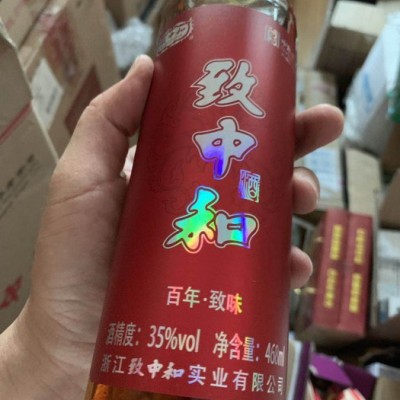 致中和
酒
百年·致味
酒精度：35%vol 净含量：460ml
浙江致中和实业有限公司